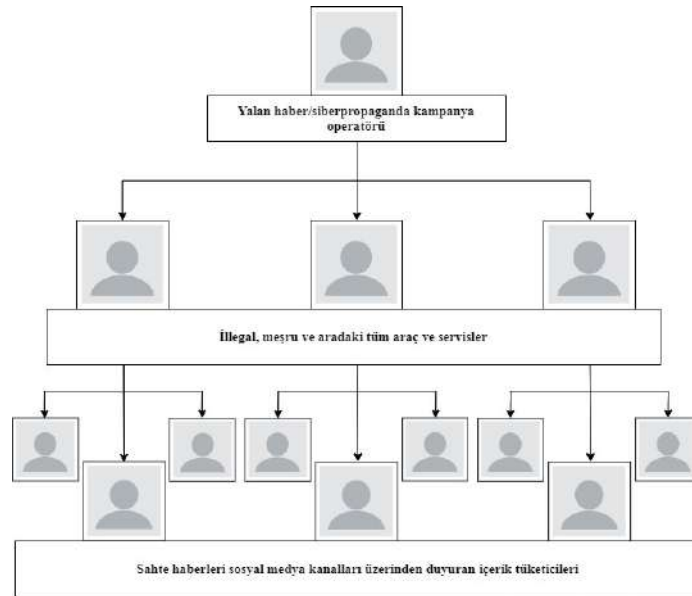 Yalan haber/siberpropaganda kampanya
operatörü
İllegal, meşru ve aradaki tüm araç ve servisler
Sahte haberleri sosyal medya kanalları üzerinden duyuran içerik tüketicileri